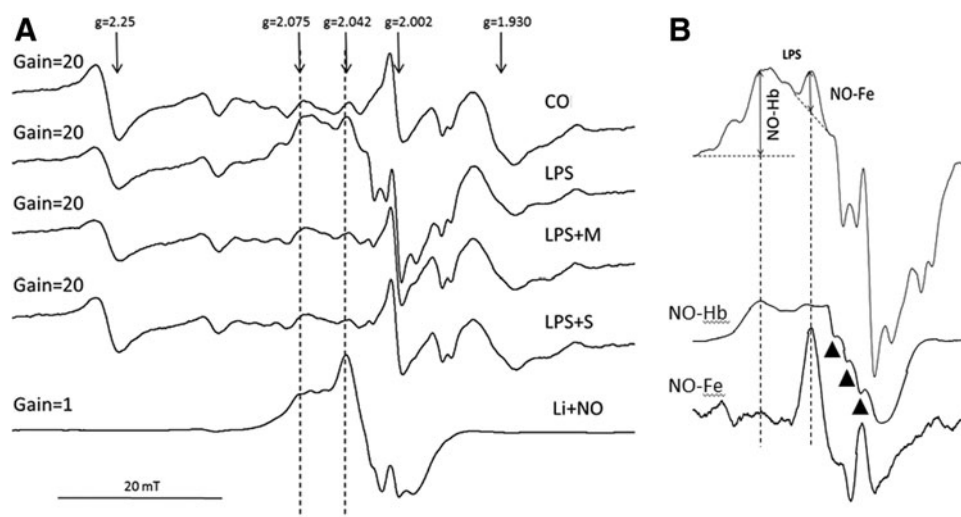 A
g=2.25
g=2.075
g=2.042
g=2.002
g=1.930
Gain=20
CO
Gain=20
LPS
Gain=20
LPS+M
Gain=20
LPS+S
Gain=1
Li+NO
20 mT
B
LPS
NO-Hb
NO-Fe
NO-Hb
NO-Fe